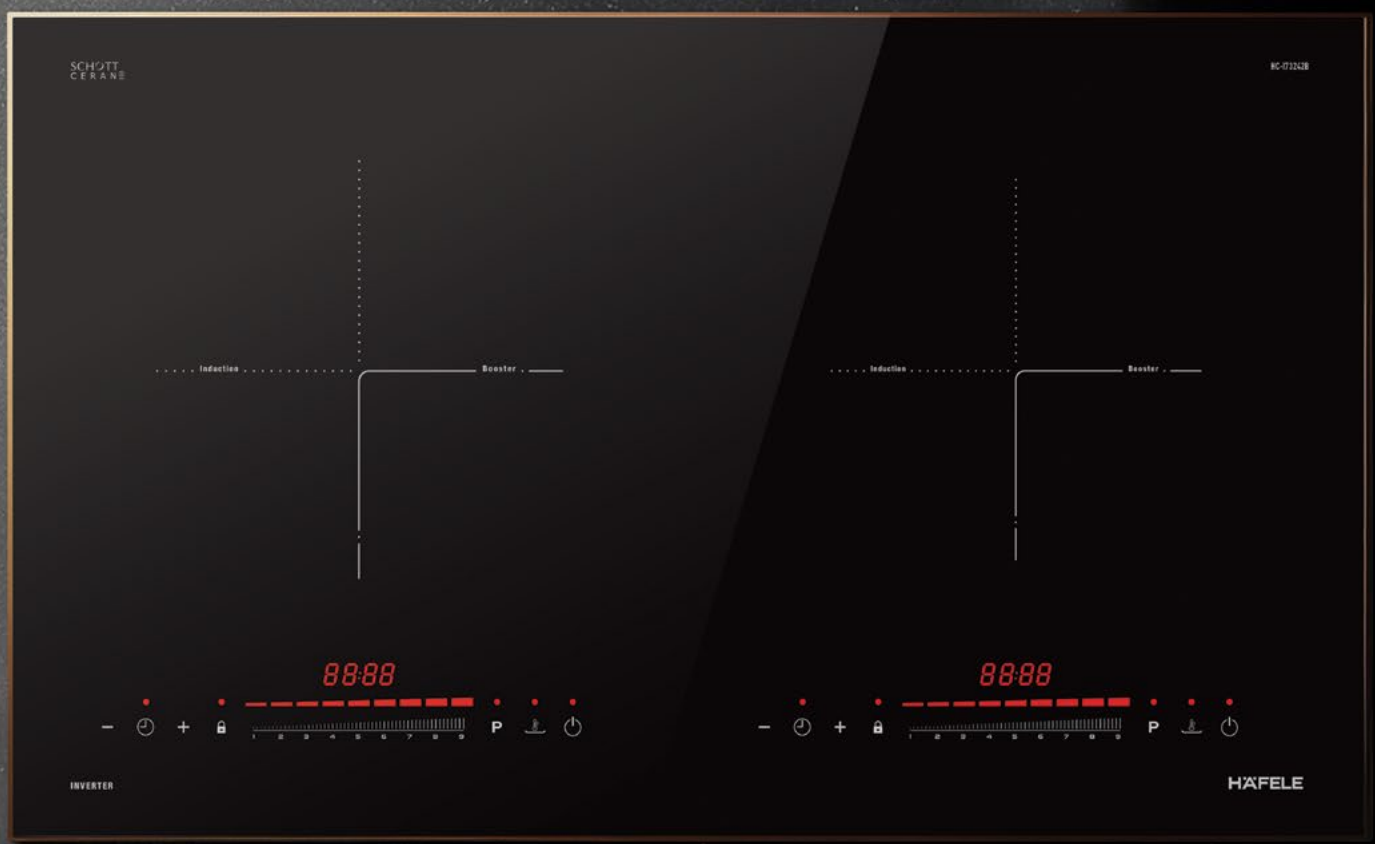 SCHOTT
CERAN
HC-I73242B
Induction
Booster
Induction
Booster
88:88
88:88
- + 1 2 3 4 5 6 7 8 9 P
- + 1 2 3 4 5 6 7 8 9 P
INVERTER
HÄFELE